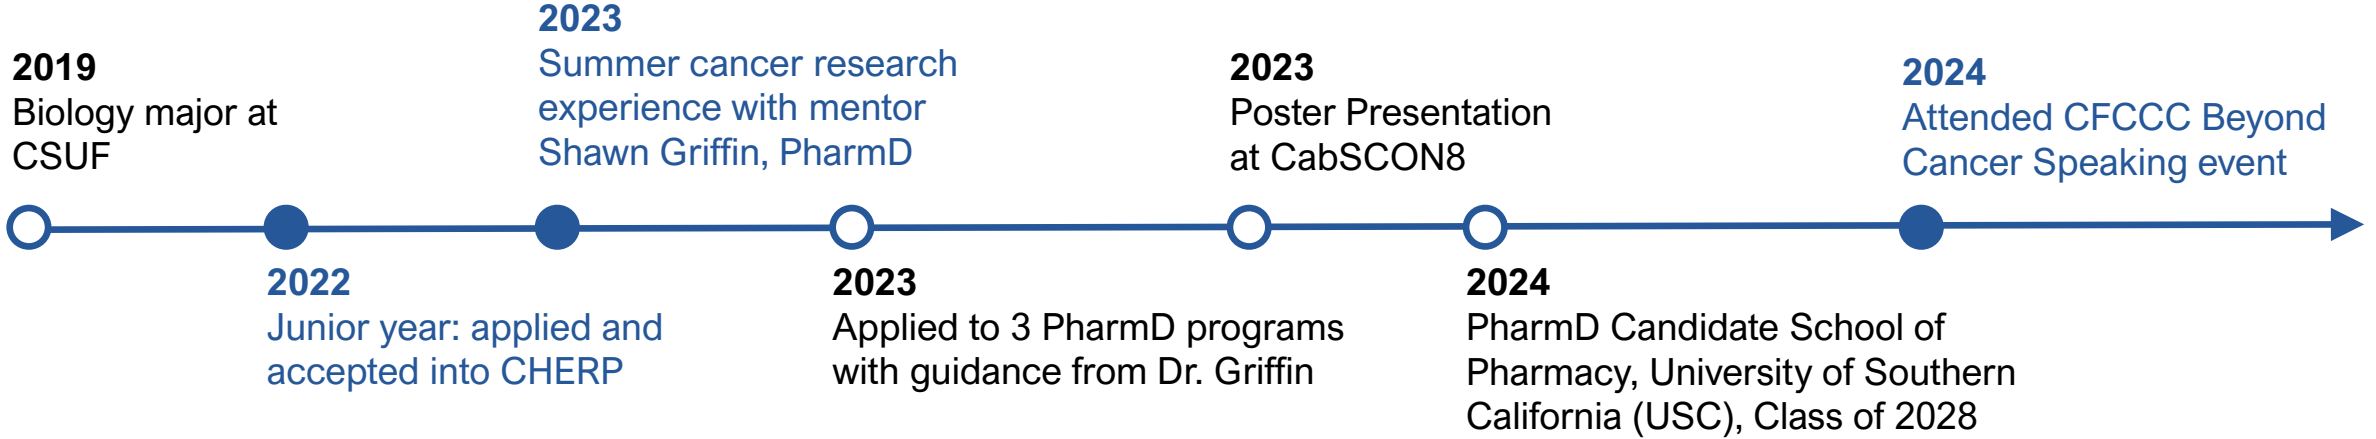 2019
Biology major at
CSUF
2022
Junior year: applied and
accepted into CHERP
2023
Summer cancer research
experience with mentor
Shawn Griffin, PharmD
2023
Applied to 3 PharmD programs
with guidance from Dr. Griffin
2023
Poster Presentation
at CabSCON8
2024
PharmD Candidate School of
Pharmacy, University of Southern
California (USC), Class of 2028
2024
Attended CFCCC Beyond
Cancer Speaking event